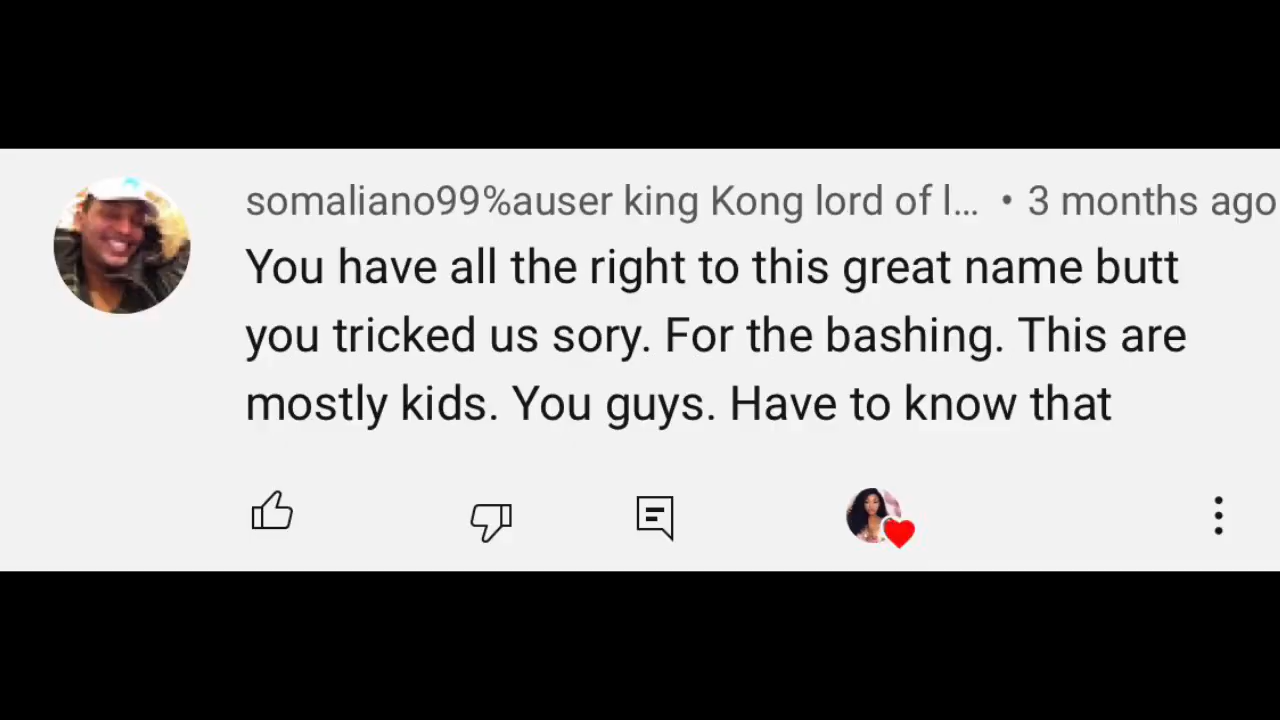 somaliano99%auser king Kong lord of l... • 3 months ago
You have all the right to this great name butt
you tricked us sory. For the bashing. This are
mostly kids. You guys. Have to know that